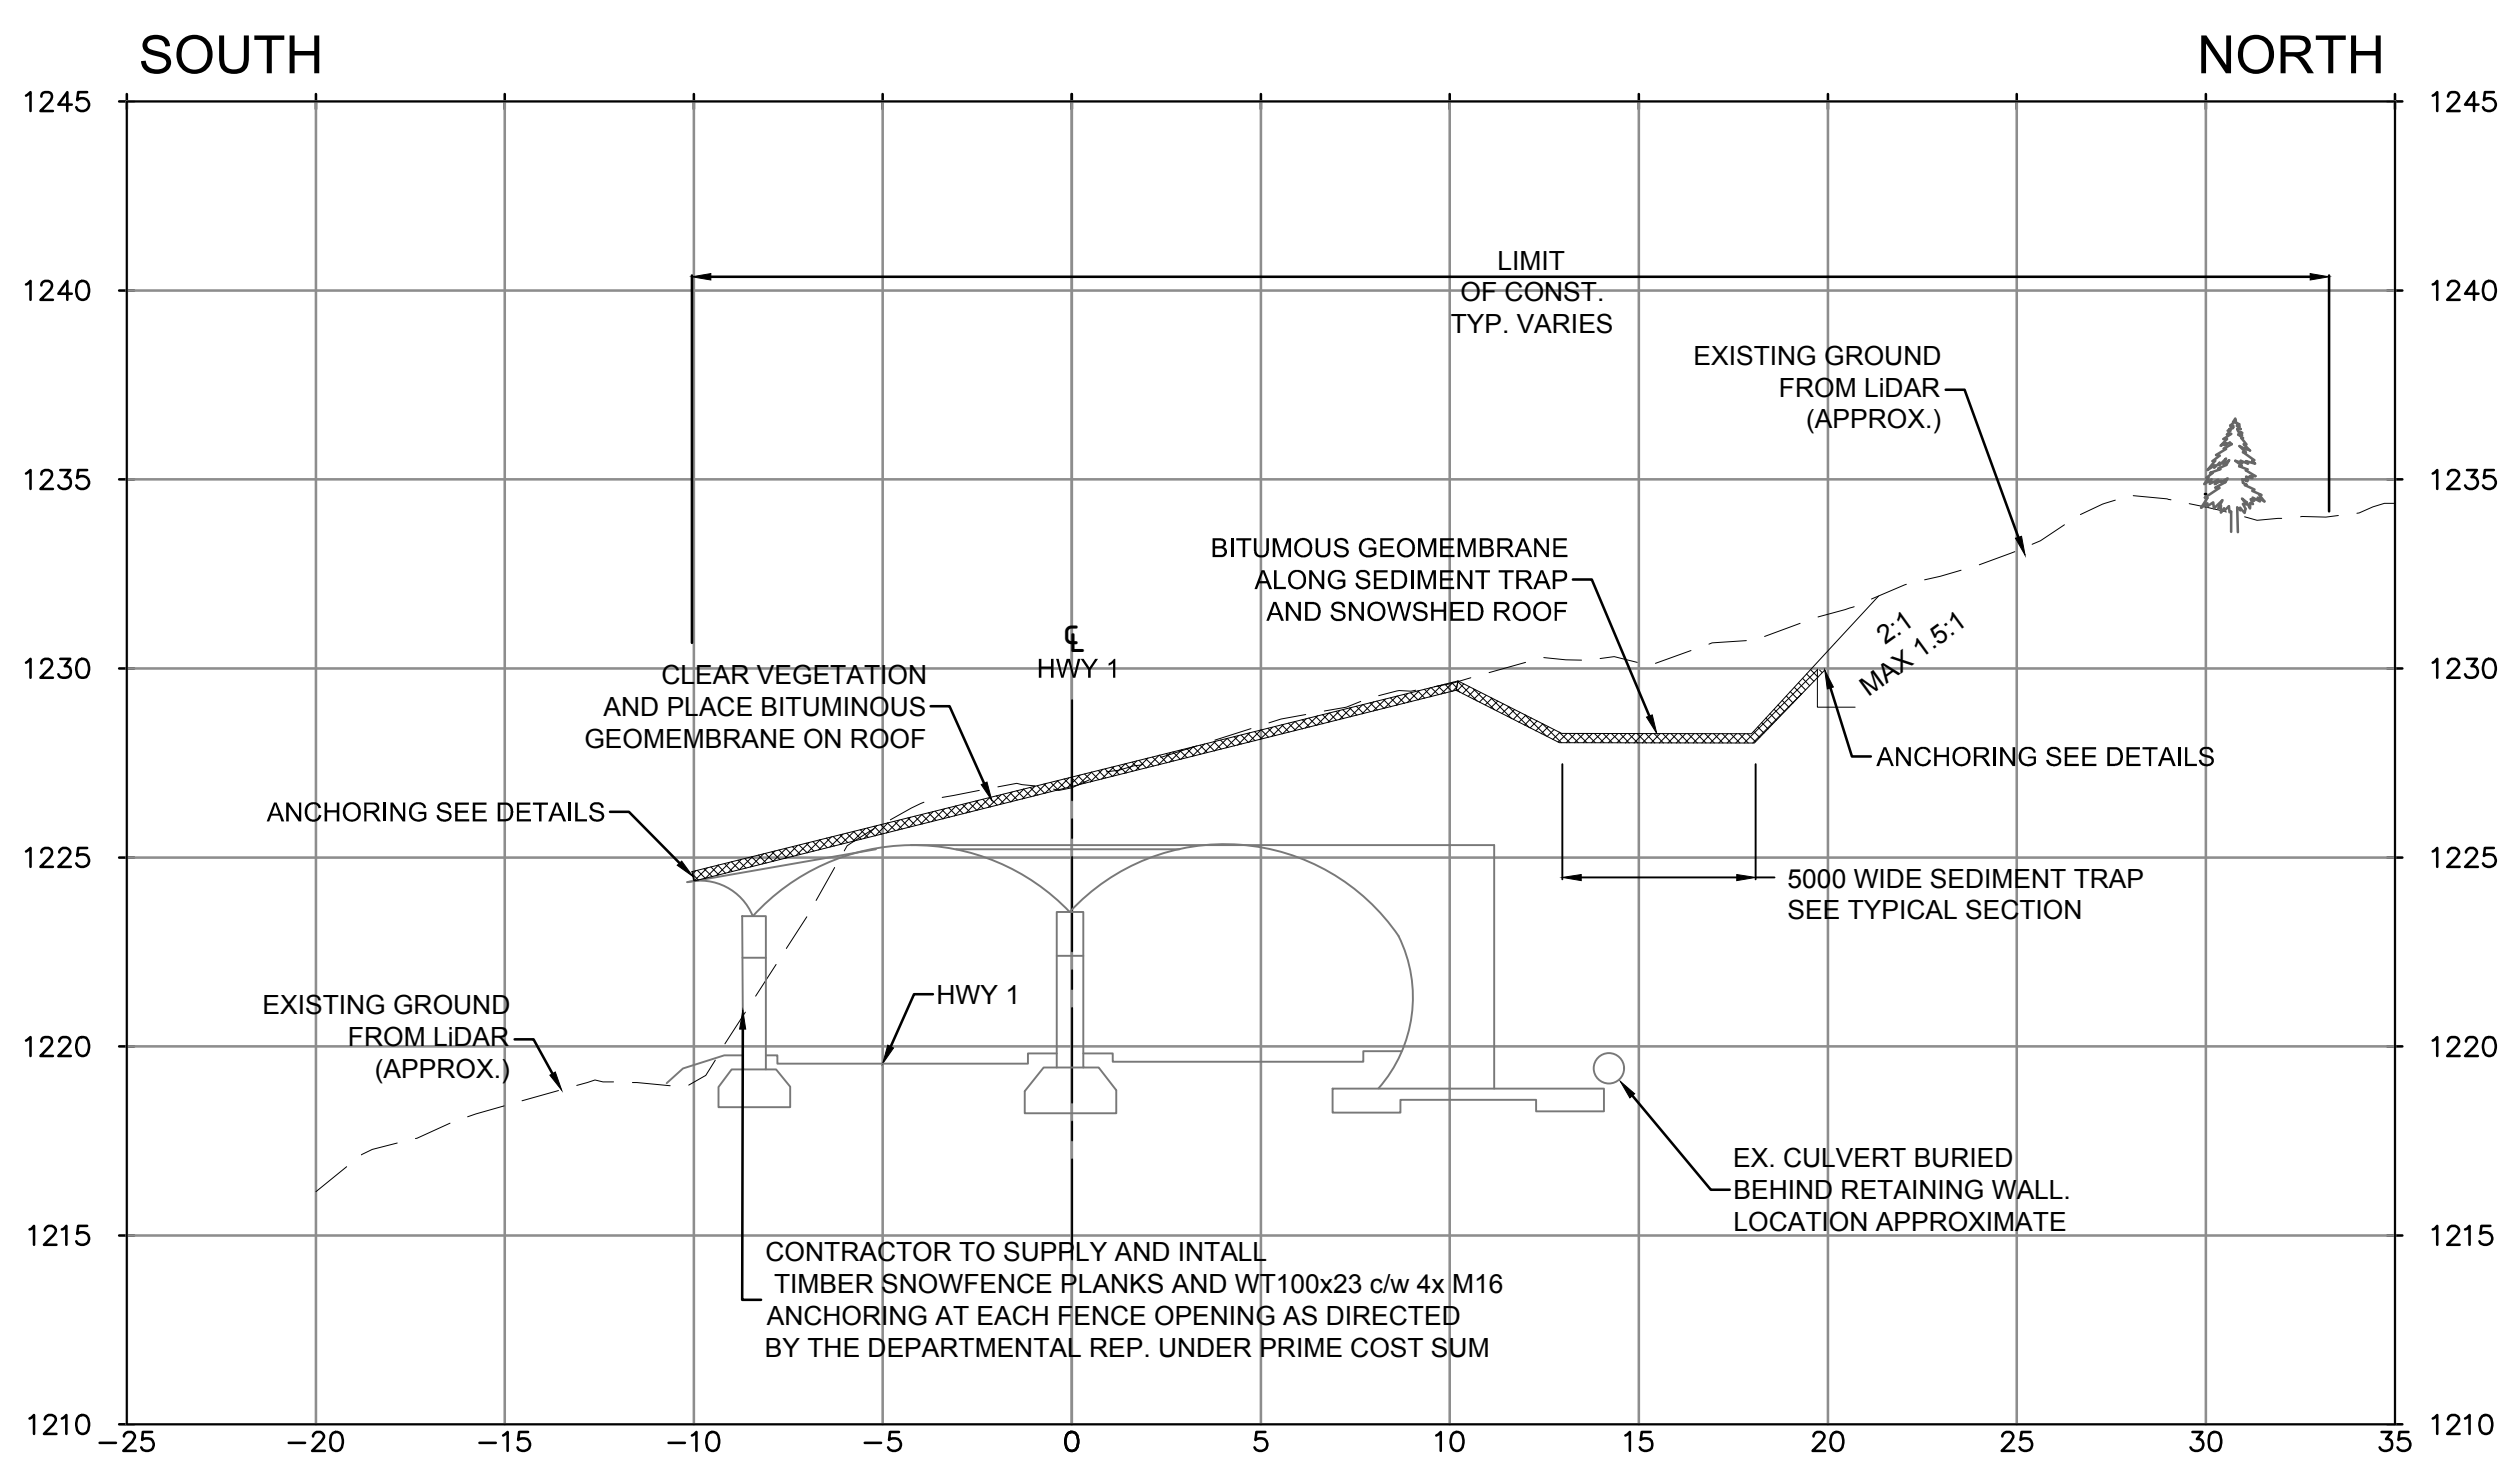 SOUTH
NORTH
1245
1245
LIMIT
OF CONST.
TYP. VARIES
1240
1240
EXISTING GROUND
FROM LiDAR
(APPROX.)
1235
1235
BITUMOUS GEOMEMBRANE
ALONG SEDIMENT TRAP
AND SNOWSHED ROOF
2:1
MAX 1.5:1
℄
HWY 1
1230
1230
CLEAR VEGETATION
AND PLACE BITUMINOUS
GEOMEMBRANE ON ROOF
ANCHORING SEE DETAILS
ANCHORING SEE DETAILS
1225
1225
5000 WIDE SEDIMENT TRAP
SEE TYPICAL SECTION
HWY 1
EXISTING GROUND
FROM LiDAR
(APPROX.)
1220
1220
EX. CULVERT BURIED
BEHIND RETAINING WALL.
LOCATION APPROXIMATE
1215
1215
CONTRACTOR TO SUPPLY AND INTALL
TIMBER SNOWFENCE PLANKS AND WT100x23 c/w 4x M16
ANCHORING AT EACH FENCE OPENING AS DIRECTED
BY THE DEPARTMENTAL REP. UNDER PRIME COST SUM
1210
1210
−25 −20 −15 −10 −5 0 5 10 15 20 25 30 35